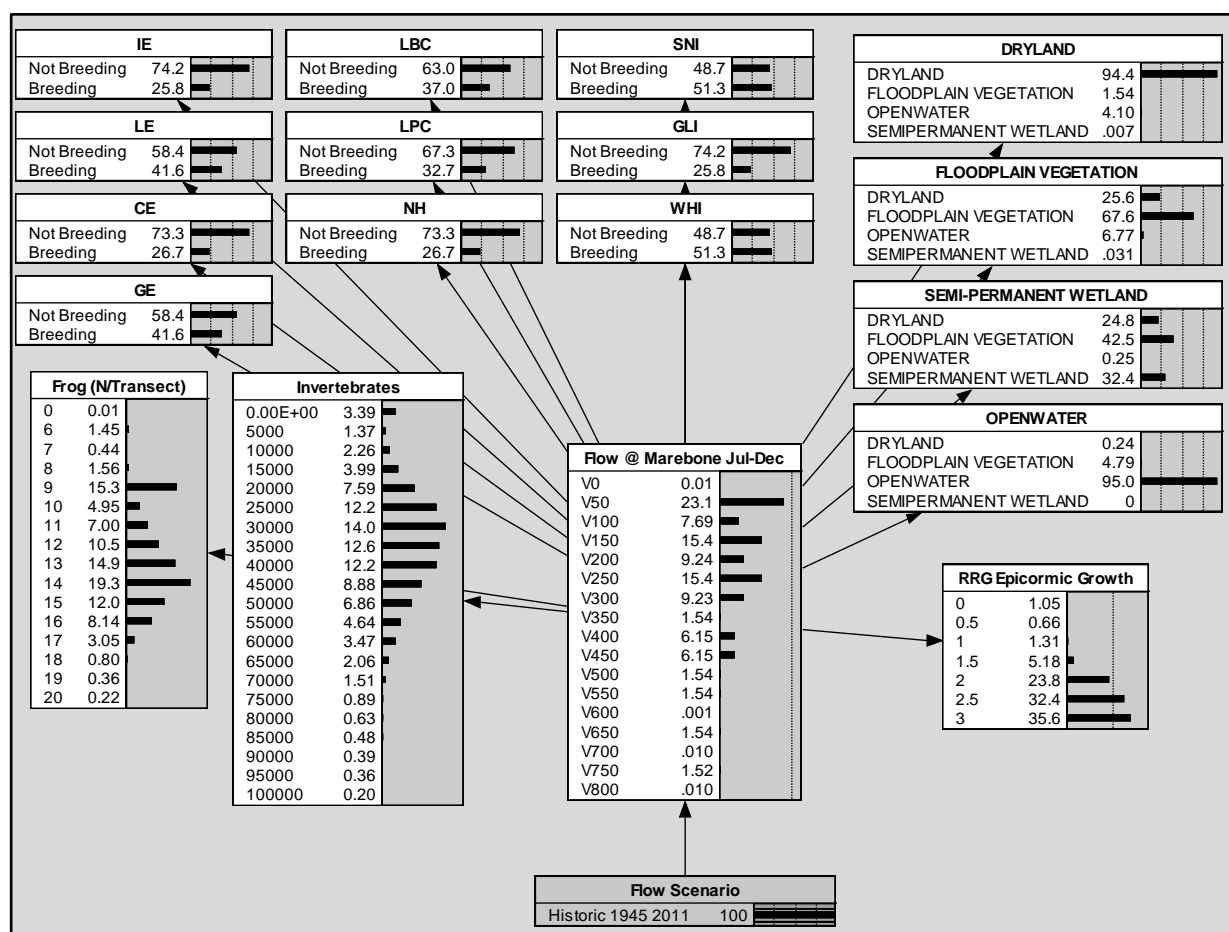 IE
Not Breeding 74.2
Breeding 25.8
LE
Not Breeding 58.4
Breeding 41.6
CE
Not Breeding 73.3
Breeding 26.7
GE
Not Breeding 58.4
Breeding 41.6
LBC
Not Breeding 63.0
Breeding 37.0
LPC
Not Breeding 67.3
Breeding 32.7
NH
Not Breeding 73.3
Breeding 26.7
SNI
Not Breeding 48.7
Breeding 51.3
GLI
Not Breeding 74.2
Breeding 25.8
WHI
Not Breeding 48.7
Breeding 51.3
DRYLAND
DRYLAND 94.4
FLOODPLAIN VEGETATION 1.54
OPENWATER 4.10
SEMIPERMANENT WETLAND .007
FLOODPLAIN VEGETATION
DRYLAND 25.6
FLOODPLAIN VEGETATION 67.6
OPENWATER 6.77
SEMIPERMANENT WETLAND .031
SEMI-PERMANENT WETLAND
DRYLAND 24.8
FLOODPLAIN VEGETATION 42.5
OPENWATER 0.25
SEMIPERMANENT WETLAND 32.4
OPENWATER
DRYLAND 0.24
FLOODPLAIN VEGETATION 4.79
OPENWATER 95.0
SEMIPERMANENT WETLAND 0
Frog (N/Transect)
0 0.01
6 1.45
7 0.44
8 1.56
9 15.3
10 4.95
11 7.00
12 10.5
13 14.9
14 19.3
15 12.0
16 8.14
17 3.05
18 0.80
19 0.36
20 0.22
Invertebrates
0.00E+00 3.39
5000 1.37
10000 2.26
15000 3.99
20000 7.59
25000 12.2
30000 14.0
35000 12.6
40000 12.2
45000 8.88
50000 6.86
55000 4.64
60000 3.47
65000 2.06
70000 1.51
75000 0.89
80000 0.63
85000 0.48
90000 0.39
95000 0.36
100000 0.20
Flow @ Marebone Jul-Dec
V0 0.01
V50 23.1
V100 7.69
V150 15.4
V200 9.24
V250 15.4
V300 9.23
V350 1.54
V400 6.15
V450 6.15
V500 1.54
V550 1.54
V600 .001
V650 1.54
V700 .010
V750 1.52
V800 .010
RRG Epicormic Growth
0 1.05
0.5 0.66
1 1.31
1.5 5.18
2 23.8
2.5 32.4
3 35.6
Flow Scenario
Historic 1945 2011 100